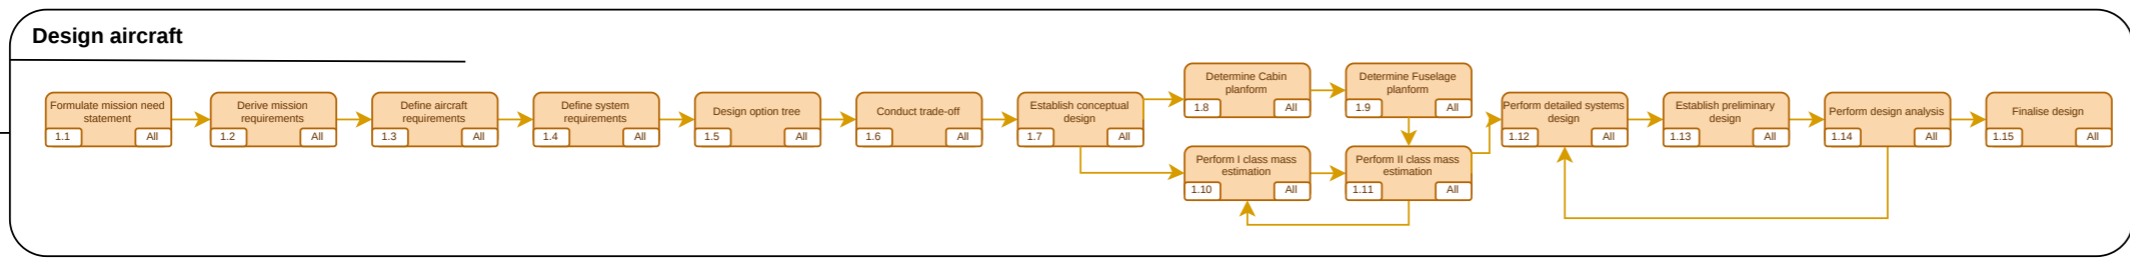 Design aircraft
Formulate mission need
statement
1.1 All
Derive mission
requirements
1.2 All
Define aircraft
requirements
1.3 All
Define system
requirements
1.4 All
Design option tree
1.5 All
Conduct trade-off
1.6 All
Establish conceptual
design
1.7 All
Determine Cabin
planform
1.8 All
Determine Fuselage
planform
1.9 All
Perform I class mass
estimation
1.10 All
Perform II class mass
estimation
1.11 All
Perform detailed systems
design
1.12 All
Establish preliminary
design
1.13 All
Perform design analysis
1.14 All
Finalise design
1.15 All